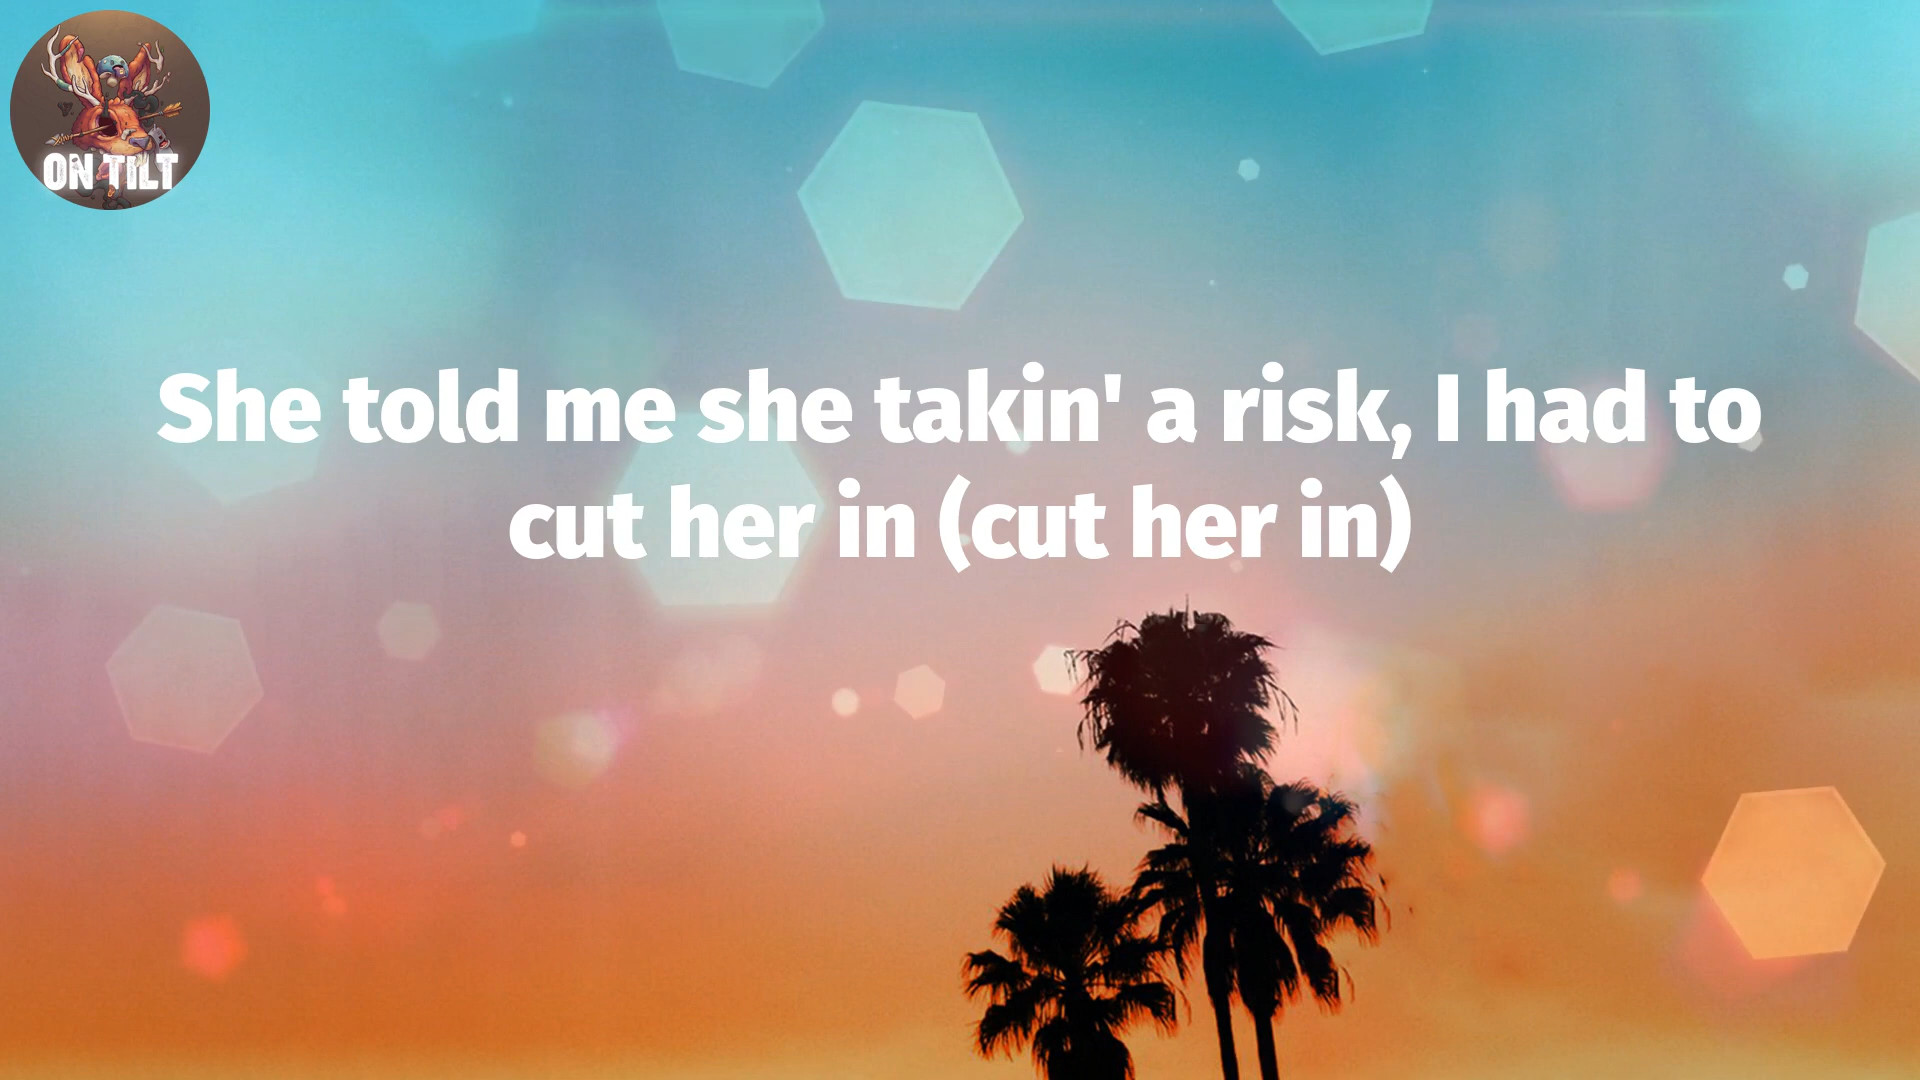 ON TILT
She told me she takin' a risk, I had to
cut her in (cut her in)